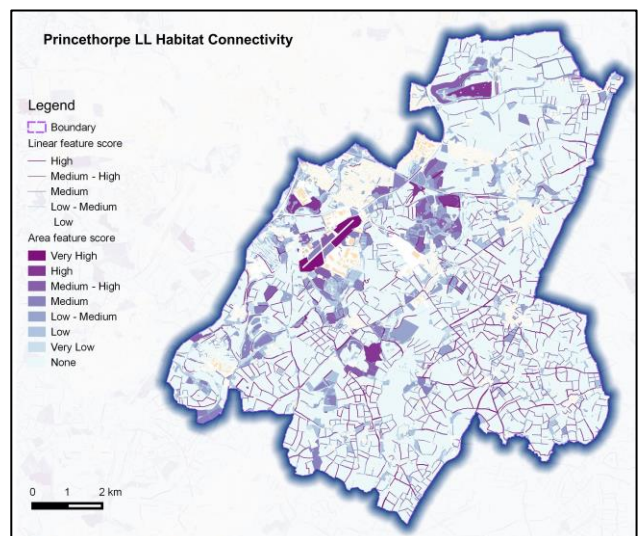 Princethorpe LL Habitat Connectivity
Legend
Boundary
Linear feature score
High
Medium - High
Medium
Low - Medium
Low
Area feature score
Very High
High
Medium - High
Medium
Low - Medium
Low
Very Low
None
0 1 2 km